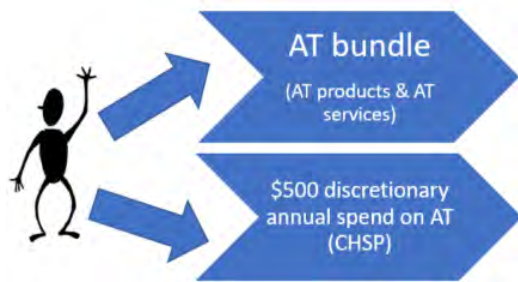 AT bundle
(AT products & AT
services)
$500 discretionary
annual spend on AT
(CHSP)